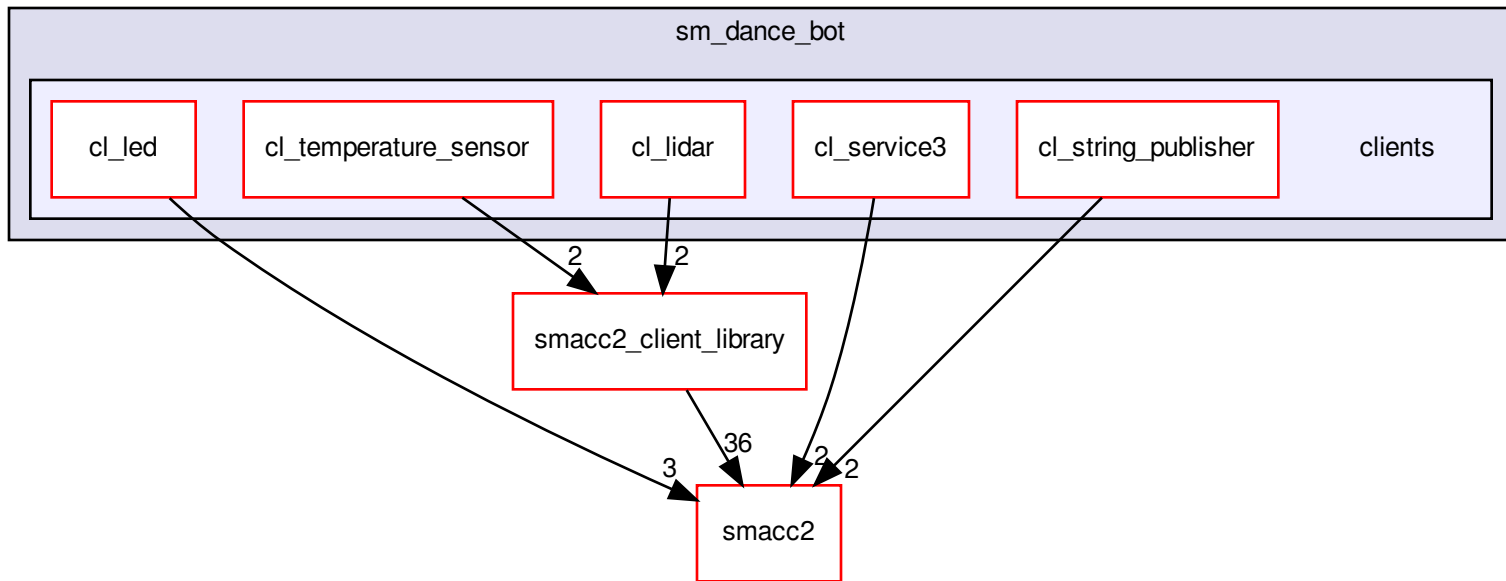 sm_dance_bot
cl_led
cl_temperature_sensor
cl_lidar
cl_service3
cl_string_publisher
clients
2
2
smacc2_client_library
36
3
2
2
smacc2